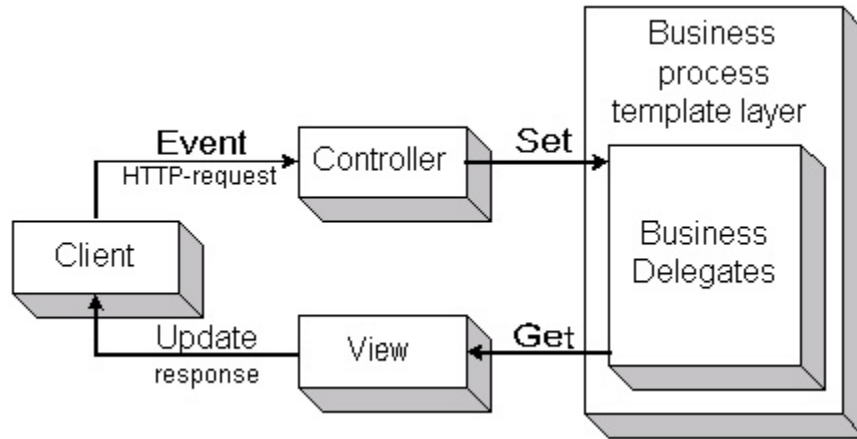 Business
process
template layer
Event
HTTP-request
Controller
Set
Client
Business
Delegates
Update
response
View
Get